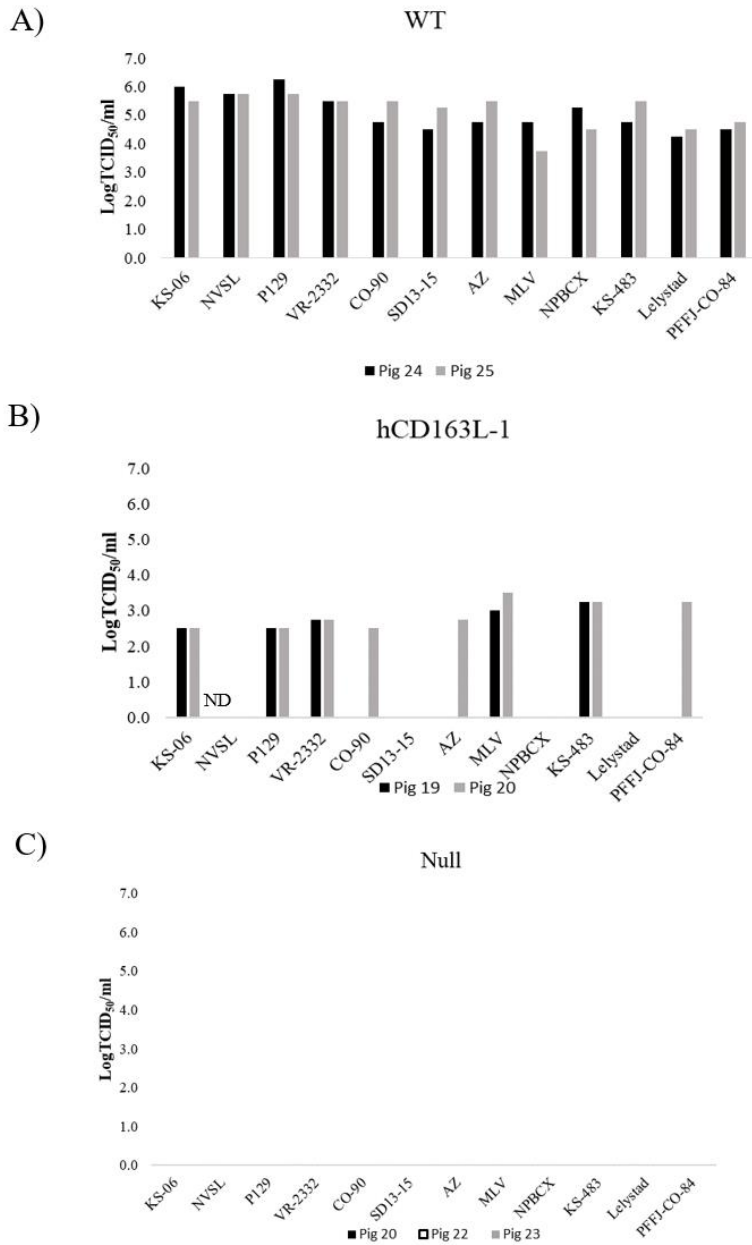 A)
WT
LogTCID50/ml
7.0
6.0
5.0
4.0
3.0
2.0
1.0
0.0
KS-06 NVSL P129 VR-2332 CO-90 SD13-15 AZ MLV NPBCX KS-483 Lelystad PFFJ-CO-84
Pig 24 Pig 25
B)
hCD163L-1
LogTCID50/ml
7.0
6.0
5.0
4.0
3.0
2.0
1.0
0.0
ND
KS-06 NVSL P129 VR-2332 CO-90 SD13-15 AZ MLV NPBCX KS-483 Lelystad PFFJ-CO-84
Pig 19 Pig 20
C)
Null
LogTCID50/ml
7.0
6.0
5.0
4.0
3.0
2.0
1.0
0.0
KS-06 NVSL P129 VR-2332 CO-90 SD13-15 AZ MLV NPBCX KS-483 Lelystad PFFJ-CO-84
Pig 20 Pig 22 Pig 23